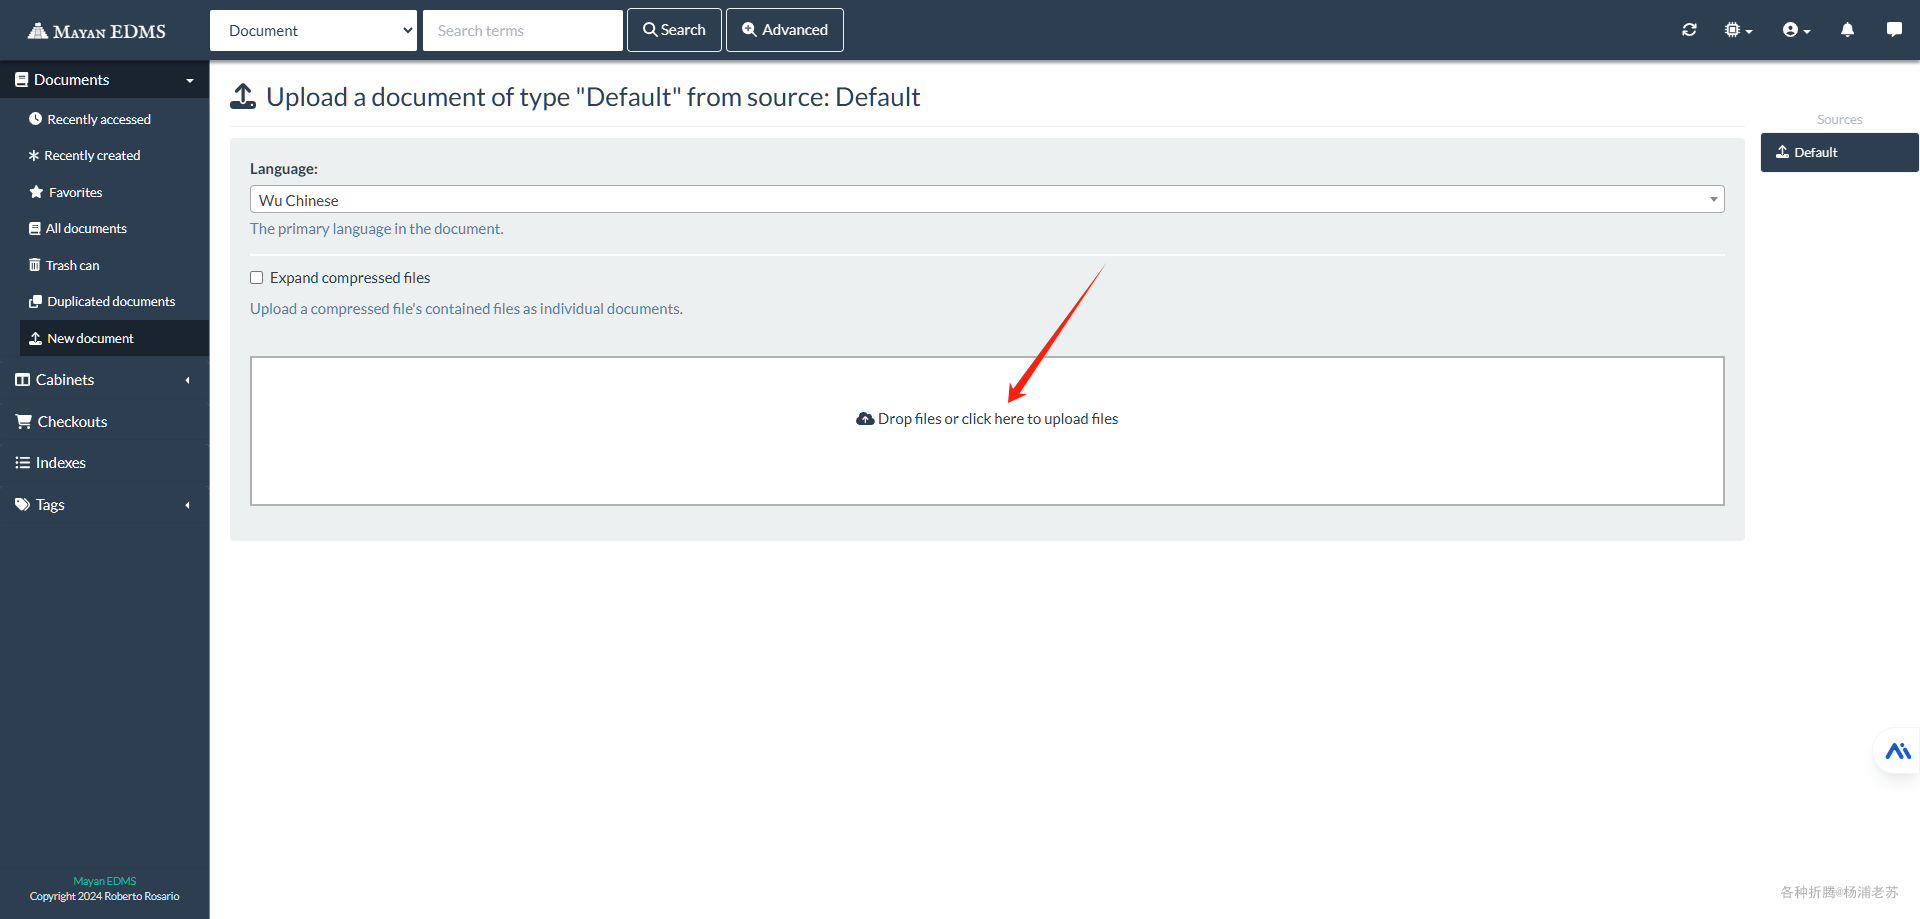 Mayan EDMS
Document
Search terms
Search
Advanced
Documents
Recently accessed
Recently created
Favorites
All documents
Trash can
Duplicated documents
New document
Cabinets
Checkouts
Indexes
Tags
Upload a document of type "Default" from source: Default
Language:
Wu Chinese
The primary language in the document.
Expand compressed files
Upload a compressed file's contained files as individual documents.
Drop files or click here to upload files
Sources
Default
Mayan EDMS
Copyright 2024 Roberto Rosario
各种折腾@杨浦老苏